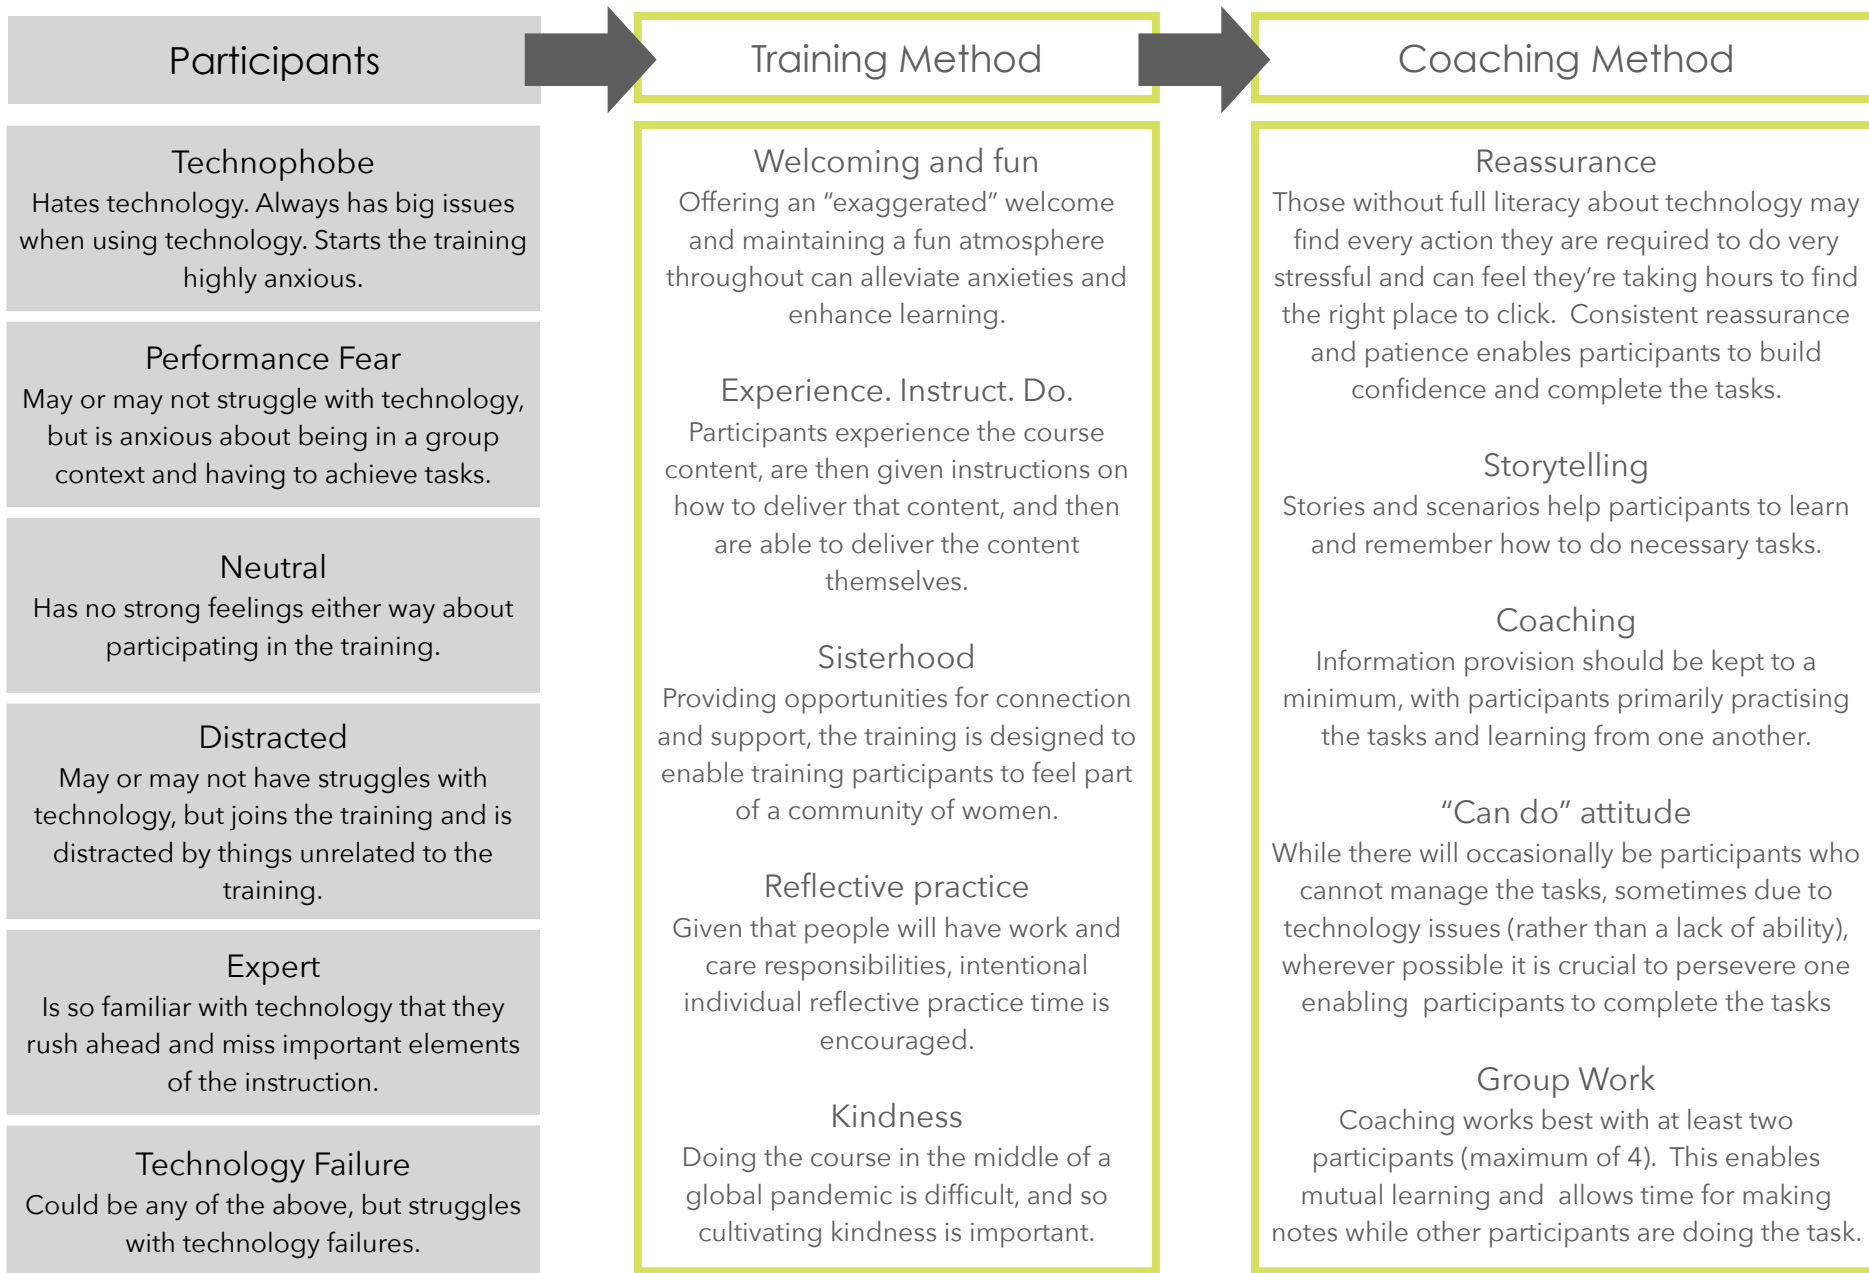 Participants
Training Method
Coaching Method
Technophobe
Hates technology. Always has big issues
when using technology. Starts the training
highly anxious.
Performance Fear
May or may not struggle with technology,
but is anxious about being in a group
context and having to achieve tasks.
Neutral
Has no strong feelings either way about
participating in the training.
Distracted
May or may not have struggles with
technology, but joins the training and is
distracted by things unrelated to the
training.
Expert
Is so familiar with technology that they
rush ahead and miss important elements
of the instruction.
Technology Failure
Could be any of the above, but struggles
with technology failures.
Welcoming and fun
Offering an “exaggerated” welcome
and maintaining a fun atmosphere
throughout can alleviate anxieties and
enhance learning.
Experience. Instruct. Do.
Participants experience the course
content, are then given instructions on
how to deliver that content, and then
are able to deliver the content
themselves.
Sisterhood
Providing opportunities for connection
and support, the training is designed to
enable training participants to feel part
of a community of women.
Reflective practice
Given that people will have work and
care responsibilities, intentional
individual reflective practice time is
encouraged.
Kindness
Doing the course in the middle of a
global pandemic is difficult, and so
cultivating kindness is important.
Reassurance
Those without full literacy about technology may
find every action they are required to do very
stressful and can feel they’re taking hours to find
the right place to click.  Consistent reassurance
and patience enables participants to build
confidence and complete the tasks.
Storytelling
Stories and scenarios help participants to learn
and remember how to do necessary tasks.
Coaching
Information provision should be kept to a
minimum, with participants primarily practising
the tasks and learning from one another.
“Can do” attitude
While there will occasionally be participants who
cannot manage the tasks, sometimes due to
technology issues (rather than a lack of ability),
wherever possible it is crucial to persevere one
enabling  participants to complete the tasks
Group Work
Coaching works best with at least two
participants (maximum of 4).  This enables
mutual learning and  allows time for making
notes while other participants are doing the task.